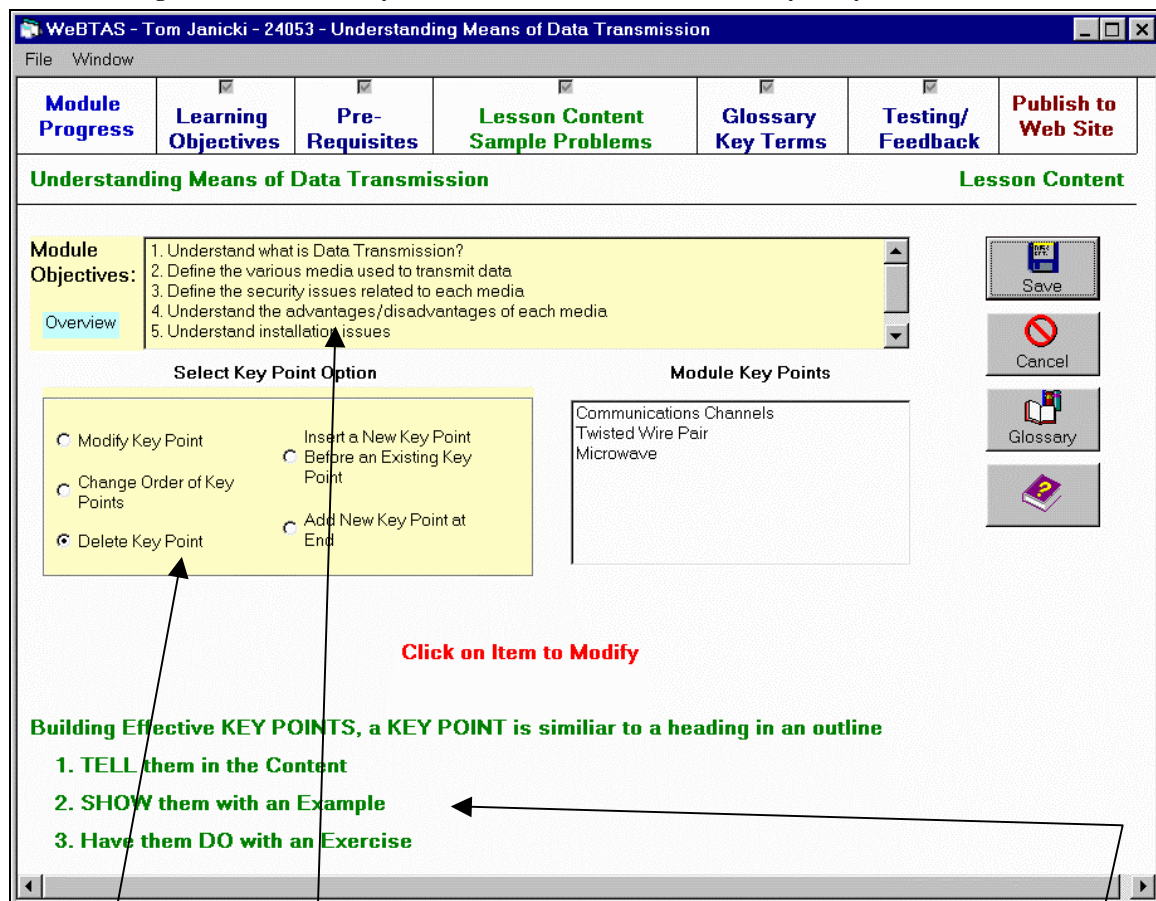 WeBTAS - Tom Janicki - 24053 - Understanding Means of Data Transmission
File Window
Module Progress
Learning Objectives
Pre-Requisites
Lesson Content Sample Problems
Glossary Key Terms
Testing/Feedback
Publish to Web Site
Understanding Means of Data Transmission
Lesson Content
Module Objectives:
Overview
1. Understand what is Data Transmission?
2. Define the various media used to transmit data
3. Define the security issues related to each media
4. Understand the advantages/disadvantages of each media
5. Understand installation issues
Save
Cancel
Glossary
Select Key Point Option
Modify Key Point
Change Order of Key
Points
Delete Key Point
Insert a New Key Point
Before an Existing Key
Point
Add New Key Point at
End
Module Key Points
Communications Channels
Twisted Wire Pair
Microwave
Click on Item to Modify
Building Effective KEY POINTS, a KEY POINT is similiar to a heading in an outline
1. TELL them in the Content
2. SHOW them with an Example
3. Have them DO with an Exercise